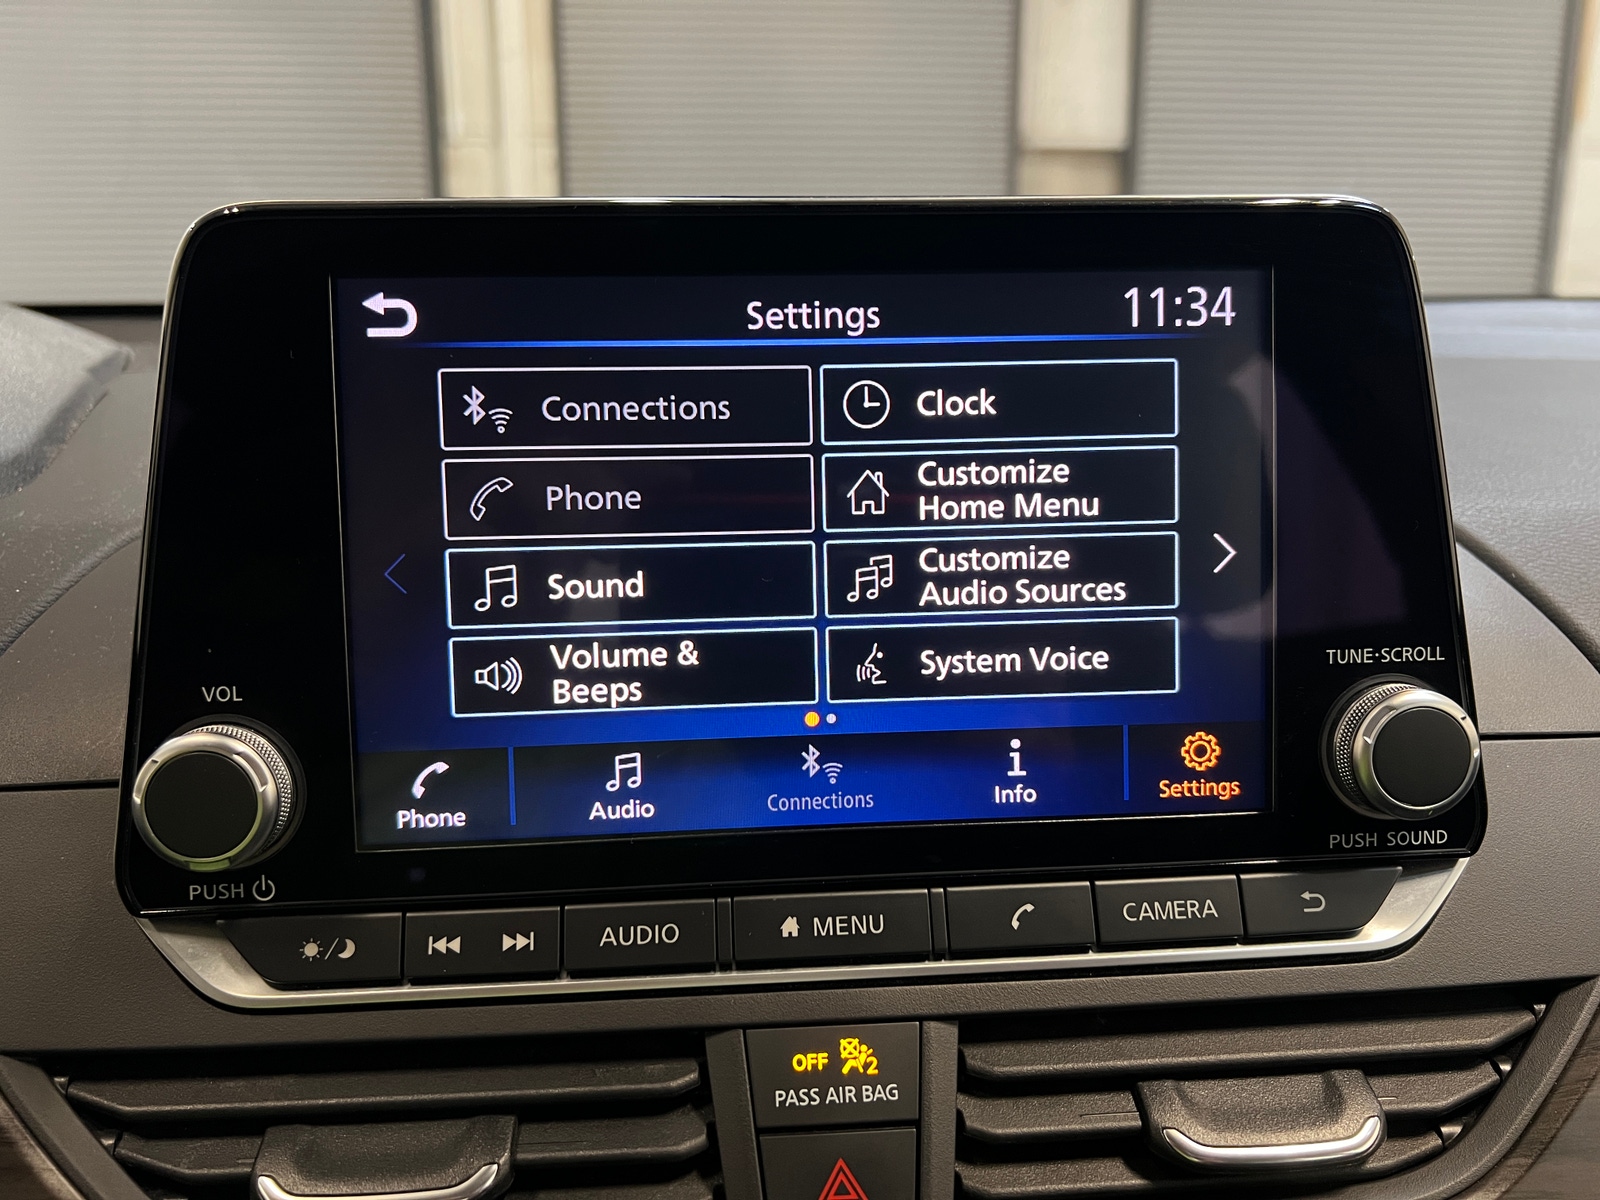 Settings
11:34
Connections
Clock
Phone
Customize
Home Menu
Sound
Customize
Audio Sources
Volume &
Beeps
System Voice
Phone
Audio
Connections
Info
Settings
VOL
PUSH
TUNE·SCROLL
PUSH SOUND
AUDIO
MENU
CAMERA
OFF
2
PASS AIR BAG